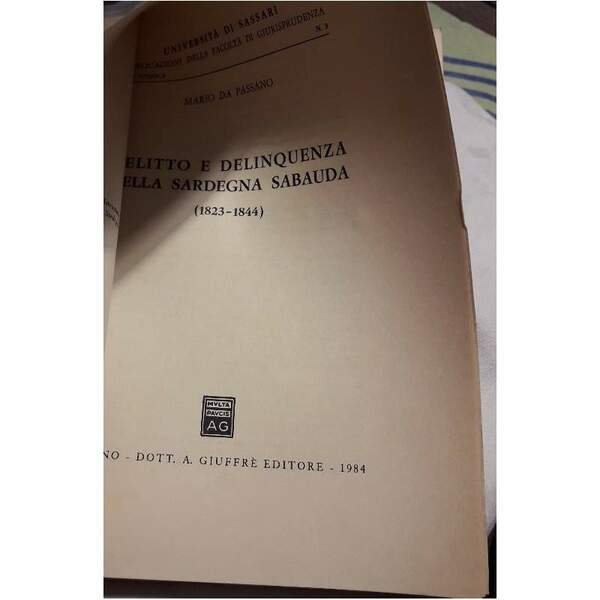 UNIVERSITÀ DI SASSARI
DELLA FACOLTÀ DI GIURISPRUDENZA
N. 3
MARIO DA PASSANO
ELITTO E DELINQUENZA
ELLA SARDEGNA SABAUDA
(1823-1844)
MVLTA
PAVCIS
AG
NO - DOTT. A. GIUFFRÈ EDITORE - 1984